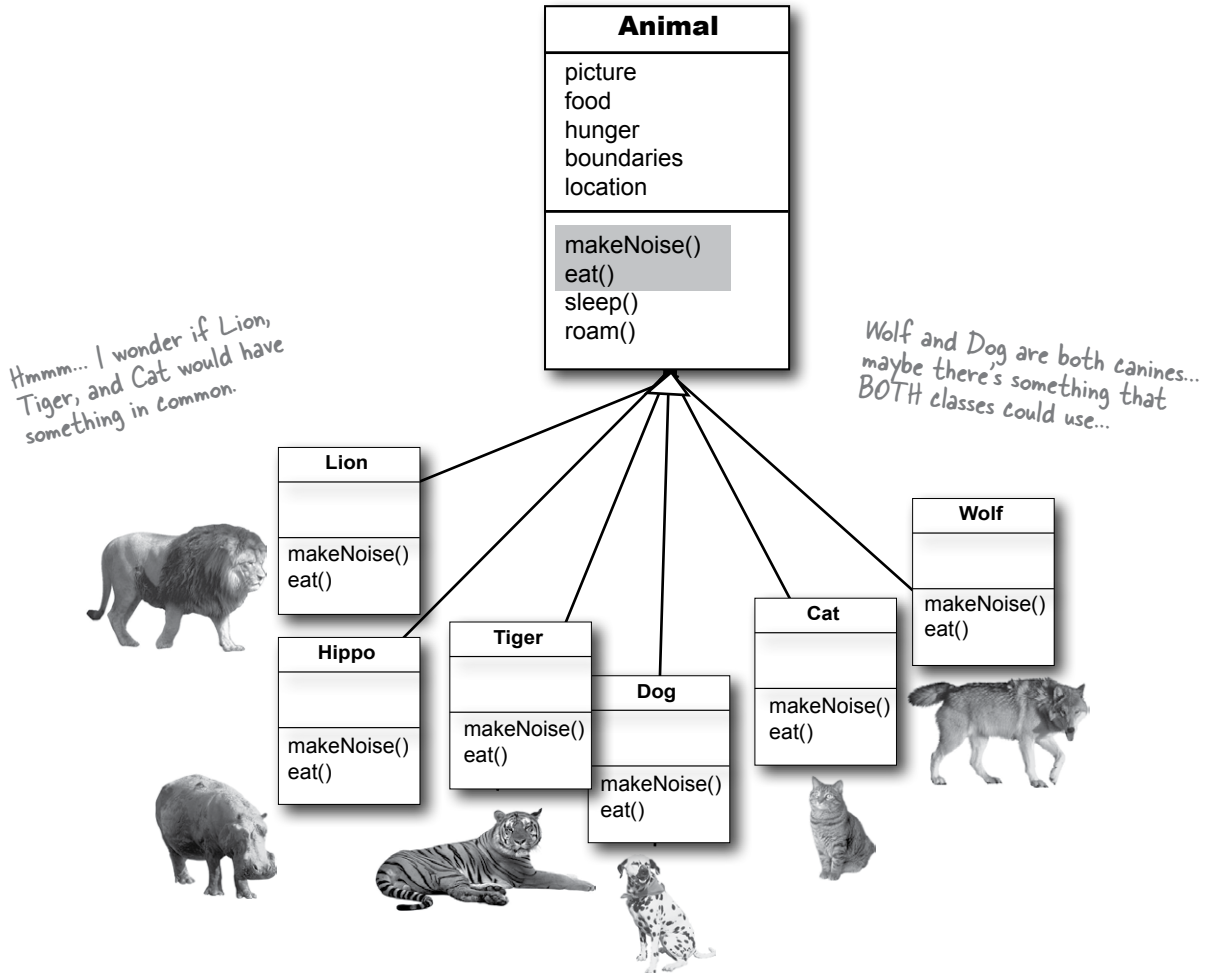 Animal
picture
food
hunger
boundaries
location
makeNoise()
eat()
sleep()
roam()
Hmmm... I wonder if Lion,
Tiger, and Cat would have
something in common.
Wolf and Dog are both canines...
maybe there's something that
BOTH classes could use...
Lion
makeNoise()
eat()
Hippo
makeNoise()
eat()
Tiger
makeNoise()
eat()
Dog
makeNoise()
eat()
Cat
makeNoise()
eat()
Wolf
makeNoise()
eat()